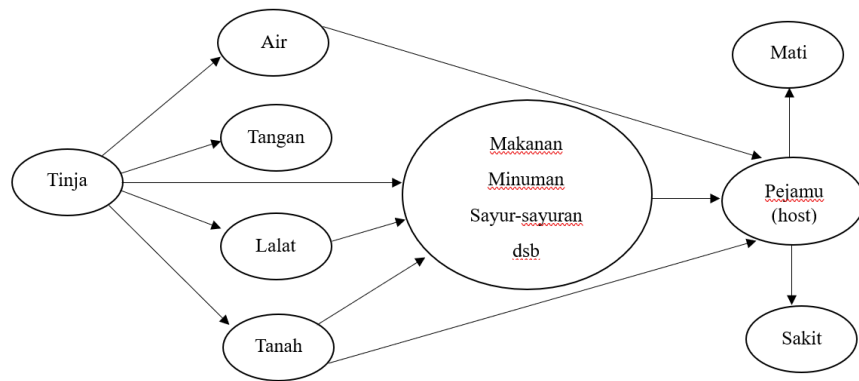 Air
Mati
Tangan
Tinja
Makanan
Minuman
Sayur-sayuran
dsb
Pejamu
(host)
Lalat
Tanah
Sakit